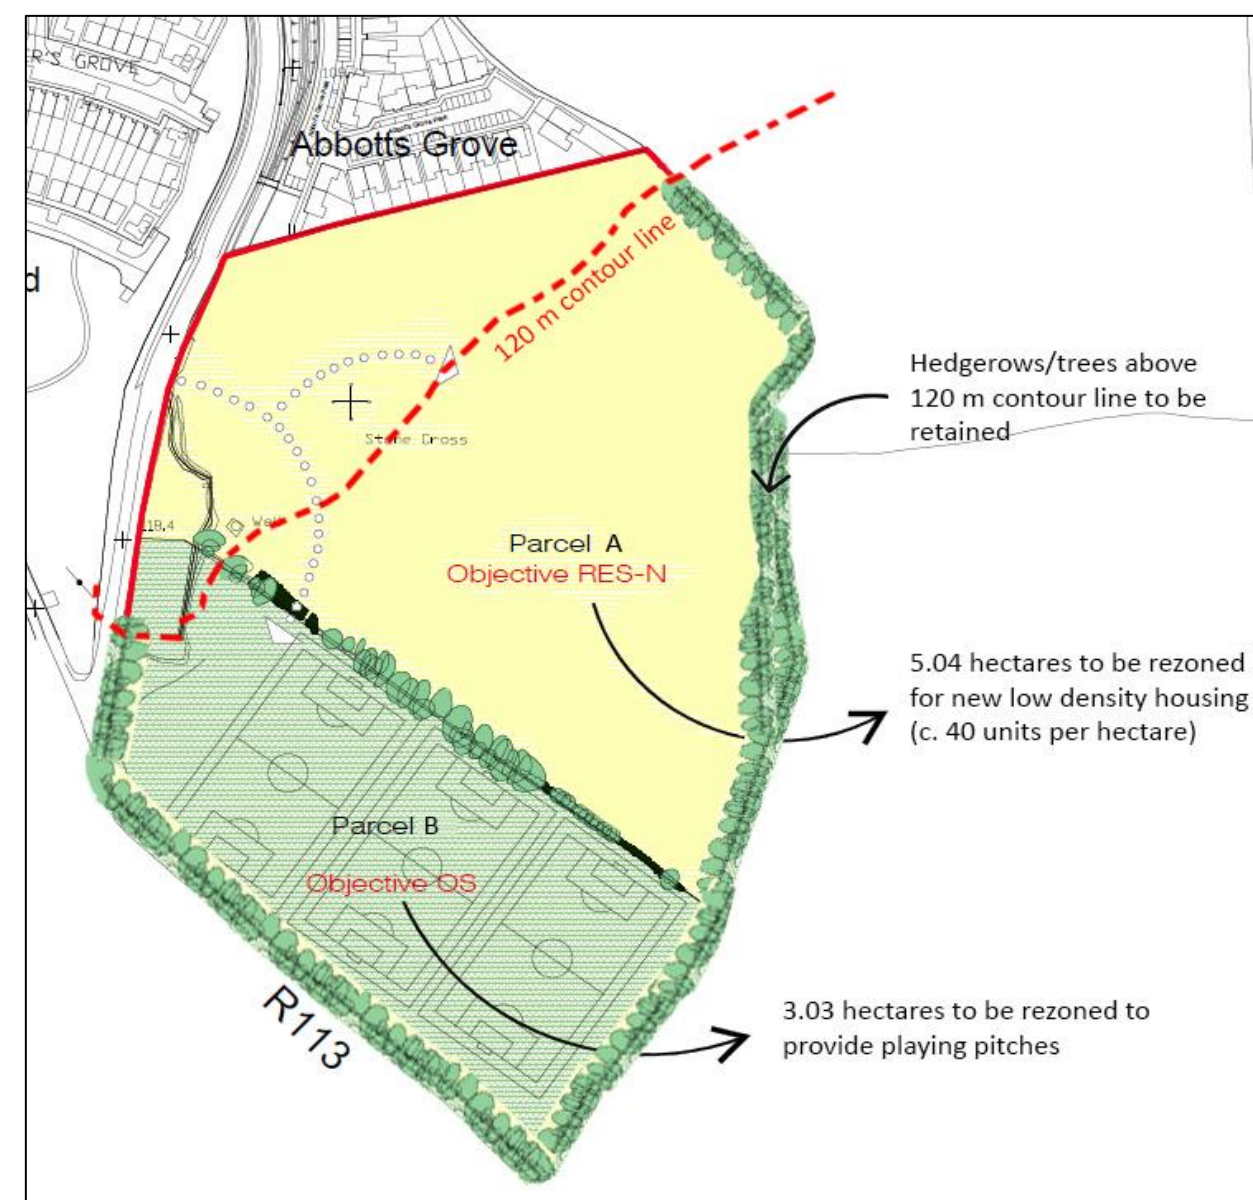 ER'S GROVE
Abbotts Grove
d
120 m contour line
Hedgerows/trees above
120 m contour line to be
retained
Stone Cross
Well
118.4
Parcel A
Objective RES-N
5.04 hectares to be rezoned
for new low density housing
(c. 40 units per hectare)
Parcel B
Objective OS
R113
3.03 hectares to be rezoned to
provide playing pitches